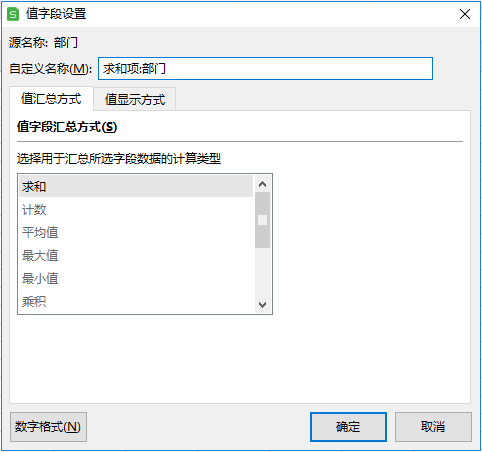 值字段设置
源名称: 部门
自定义名称(M): 求和项:部门
值汇总方式 值显示方式
值字段汇总方式(S)
选择用于汇总所选字段数据的计算类型
求和
计数
平均值
最大值
最小值
乘积
数字格式(N) 确定 取消